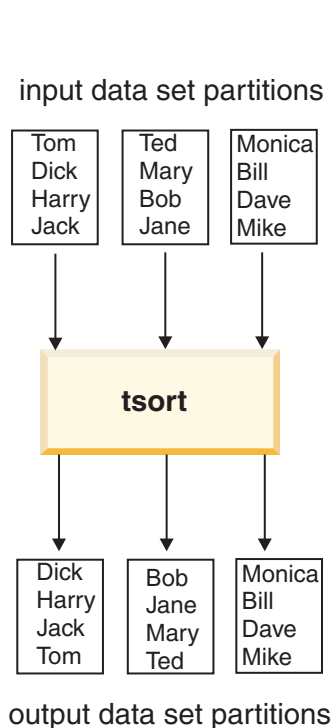 input data set partitions
Tom
Dick
Harry
Jack
Ted
Mary
Bob
Jane
Monica
Bill
Dave
Mike
tsort
Dick
Harry
Jack
Tom
Bob
Jane
Mary
Ted
Monica
Bill
Dave
Mike
output data set partitions